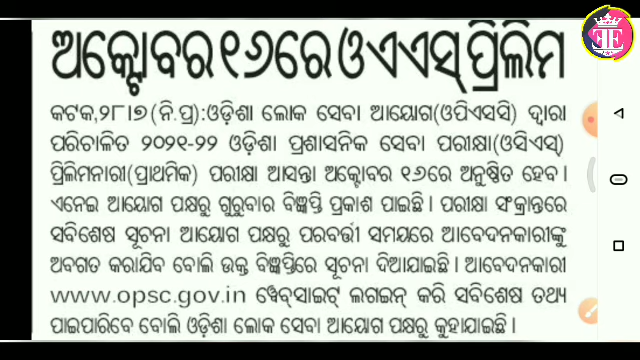 ଅକ୍ଟୋବର ୧୬ରେ ଓଏଏସ୍ ପ୍ରିଲିମ
କଟକ,୨୮।୭(ନି.ପ୍ର):ଓଡ଼ିଶା ଲୋକ ସେବା ଆୟୋଗ(ଓପିଏସସି) ଦ୍ୱାରା
ପରିଚାଳିତ ୨୦୨୧-୨୨ ଓଡ଼ିଶା ପ୍ରଶାସନିକ ସେବା ପରୀକ୍ଷା(ଓସିଏସ୍)
ପ୍ରିଲିମନାରୀ(ପ୍ରାଥମିକ) ପରୀକ୍ଷା ଆସନ୍ତା ଅକ୍ଟୋବର ୧୬ରେ ଅନୁଷ୍ଠିତ ହେବ।
ଏନେଇ ଆୟୋଗ ପକ୍ଷରୁ ଗୁରୁବାର ବିଜ୍ଞପ୍ତି ପ୍ରକାଶ ପାଇଛି। ପରୀକ୍ଷା ସଂକ୍ରାନ୍ତରେ
ସବିଶେଷ ସୂଚନା ଆୟୋଗ ପକ୍ଷରୁ ପରବର୍ତ୍ତୀ ସମୟରେ ଆବେଦନକାରୀଙ୍କୁ
ଅବଗତ କରାଯିବ ବୋଲି ଉକ୍ତ ବିଜ୍ଞପ୍ତିରେ ସୂଚନା ଦିଆଯାଇଛି। ଆବେଦନକାରୀ
www.opsc.gov.in ୱେବ୍‌ସାଇଟ୍ ଲଗଇନ୍ କରି ସବିଶେଷ ତଥ୍ୟ
ପାଇପାରିବେ ବୋଲି ଓଡ଼ିଶା ଲୋକ ସେବା ଆୟୋଗ ପକ୍ଷରୁ କୁହାଯାଇଛି।